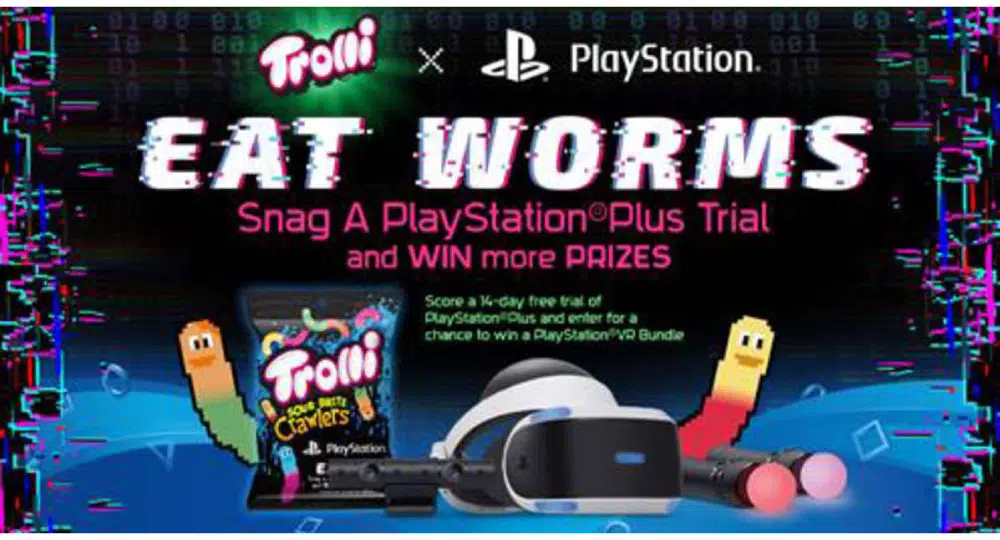 Trolli × PlayStation®
EAT WORMS
Snag A PlayStation®Plus Trial
and WIN more PRIZES
Score a 14-day free trial of
PlayStation®Plus and enter for a
chance to win a PlayStation®VR Bundle
Trolli
SOUR BRITE
Crawlers
PlayStation